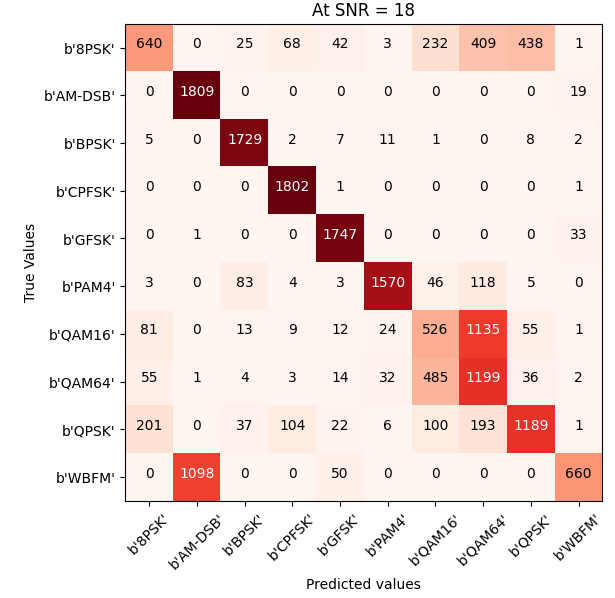 At SNR = 18
b'8PSK' 640 0 25 68 42 3 232 409 438 1
b'AM-DSB' 0 1809 0 0 0 0 0 0 0 19
b'BPSK' 5 0 1729 2 7 11 1 0 8 2
b'CPFSK' 0 0 0 1802 1 0 0 0 0 1
b'GFSK' 0 1 0 0 1747 0 0 0 0 33
b'PAM4' 3 0 83 4 3 1570 46 118 5 0
b'QAM16' 81 0 13 9 12 24 526 1135 55 1
b'QAM64' 55 1 4 3 14 32 485 1199 36 2
b'QPSK' 201 0 37 104 22 6 100 193 1189 1
b'WBFM' 0 1098 0 0 50 0 0 0 0 660
True Values
b'8PSK' b'AM-DSB' b'BPSK' b'CPFSK' b'GFSK' b'PAM4' b'QAM16' b'QAM64' b'QPSK' b'WBFM'
Predicted values